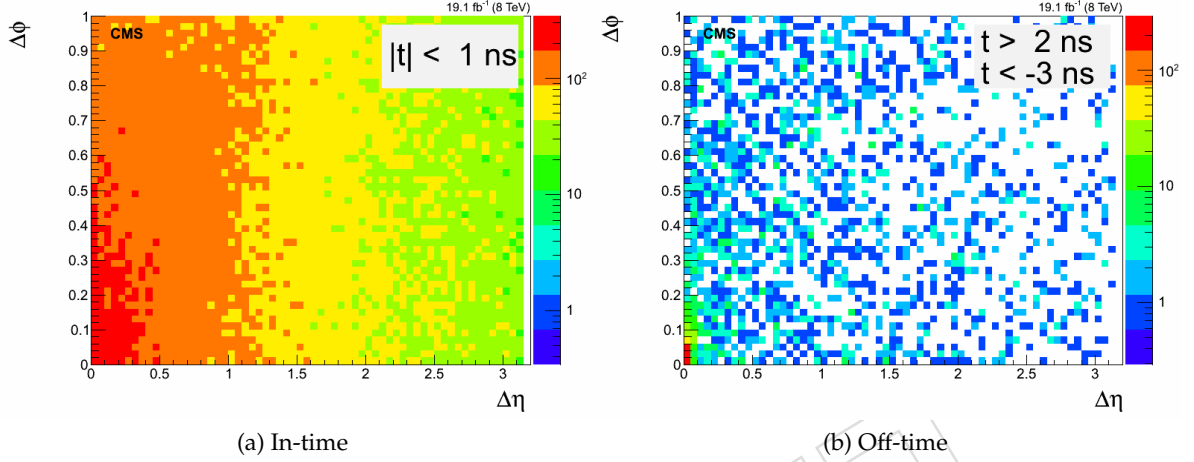 19.1 fb⁻¹ (8 TeV)
Δϕ
CMS
|t| < 1 ns
1
0.9
0.8
0.7
0.6
0.5
0.4
0.3
0.2
0.1
0
0 0.5 1 1.5 2 2.5 3
Δη
10²
10
1
(a) In-time
19.1 fb⁻¹ (8 TeV)
Δϕ
CMS
t > 2 ns
t < -3 ns
1
0.9
0.8
0.7
0.6
0.5
0.4
0.3
0.2
0.1
0
0 0.5 1 1.5 2 2.5 3
Δη
10²
10
1
(b) Off-time